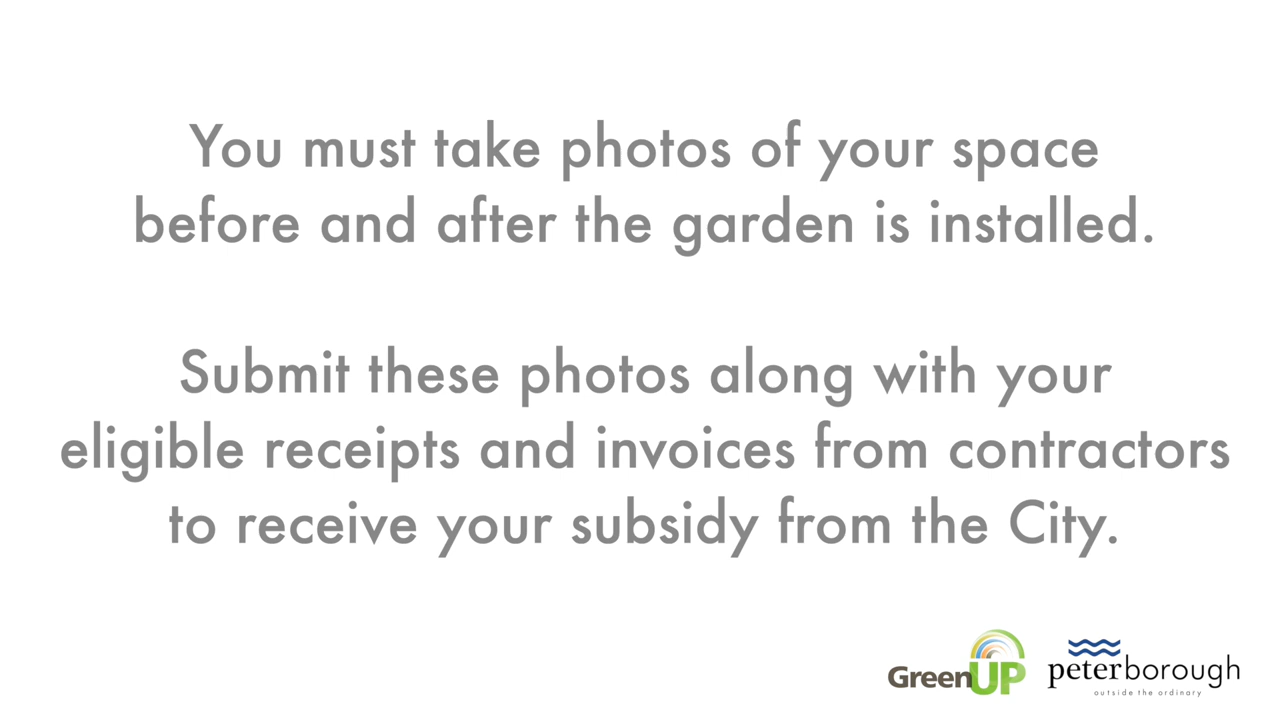 You must take photos of your space
before and after the garden is installed.
Submit these photos along with your
eligible receipts and invoices from contractors
to receive your subsidy from the City.
GreenUP
peterborough
outside the ordinary